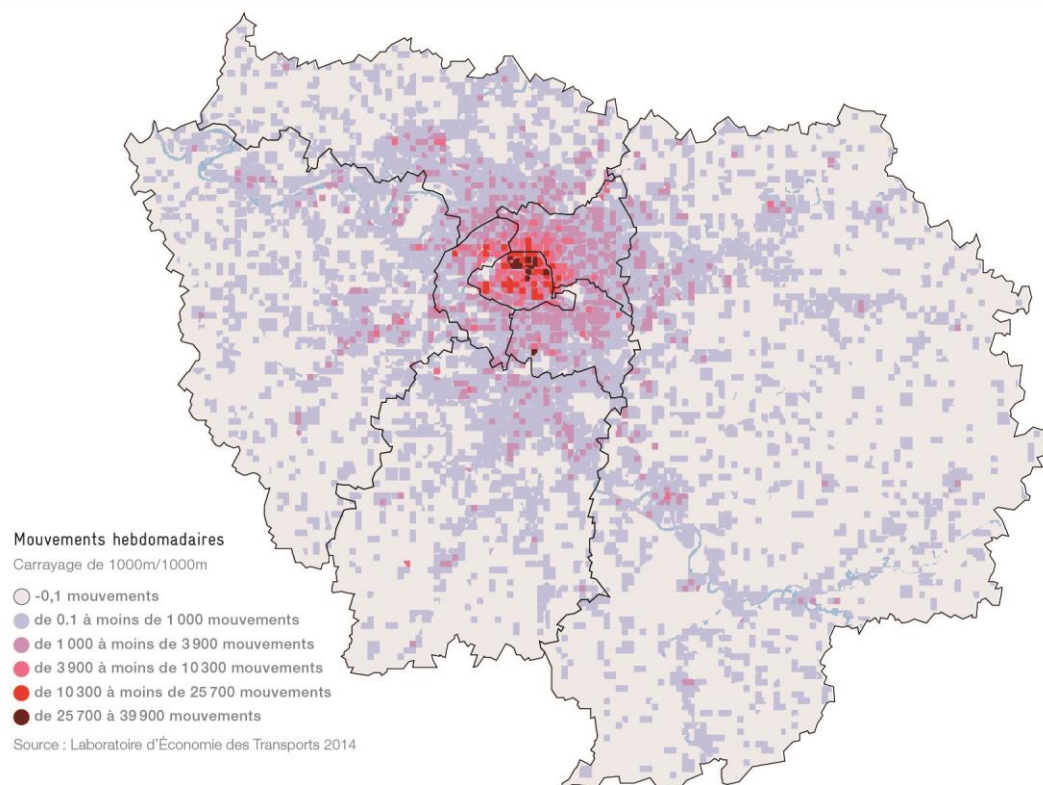 Mouvements hebdomadaires
Carrayage de 1000m/1000m
-0,1 mouvements
de 0.1 à moins de 1 000 mouvements
de 1 000 à moins de 3 900 mouvements
de 3 900 à moins de 10 300 mouvements
de 10 300 à moins de 25 700 mouvements
de 25 700 à 39 900 mouvements
Source : Laboratoire d'Économie des Transports 2014